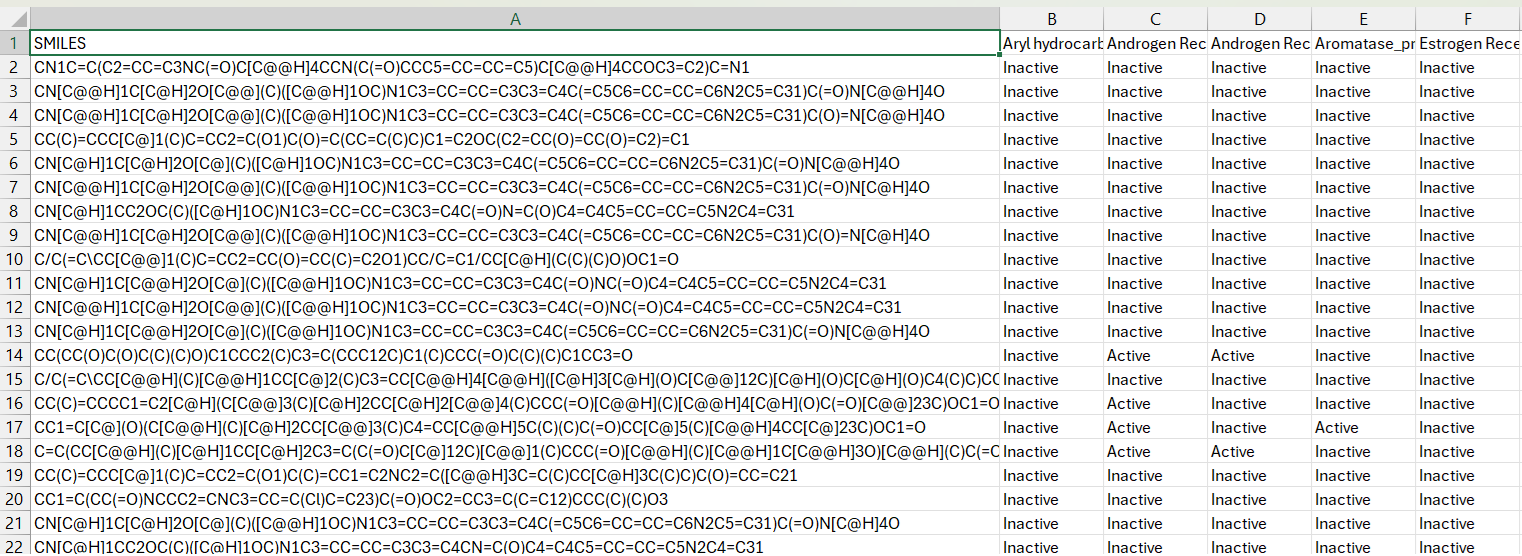 A B C D E F
1 SMILES Aryl hydrocart Androgen Rec Androgen Rec Aromatase_pr Estrogen Rece
2 CN1C=C(C2=CC=C3NC(=O)C[C@@H]4CCN(C(=O)CCC5=CC=CC=C5)C[C@@H]4CCOC3=C2)C=N1 Inactive Inactive Inactive Inactive Inactive
3 CN[C@@H]1C[C@H]2O[C@@](C)([C@@H]1OC)N1C3=CC=CC=C3C3=C4C(=C5C6=CC=CC=C6N2C5=C31)C(=O)N[C@@H]4O Inactive Inactive Inactive Inactive Inactive
4 CN[C@@H]1C[C@H]2O[C@@](C)([C@@H]1OC)N1C3=CC=CC=C3C3=C4C(=C5C6=CC=CC=C6N2C5=C31)C(O)=N[C@@H]4O Inactive Inactive Inactive Inactive Inactive
5 CC(C)=CCC[C@]1(C)C=CC2=C(O1)C(O)=C(CC=C(C)C)C1=C2OC(C2=CC(O)=CC(O)=C2)=C1 Inactive Inactive Inactive Inactive Inactive
6 CN[C@H]1C[C@H]2O[C@](C)([C@H]1OC)N1C3=CC=CC=C3C3=C4C(=C5C6=CC=CC=C6N2C5=C31)C(=O)N[C@@H]4O Inactive Inactive Inactive Inactive Inactive
7 CN[C@@H]1C[C@H]2O[C@@](C)([C@@H]1OC)N1C3=CC=CC=C3C3=C4C(=C5C6=CC=CC=C6N2C5=C31)C(=O)N[C@H]4O Inactive Inactive Inactive Inactive Inactive
8 CN[C@H]1CC2OC(C)([C@H]1OC)N1C3=CC=CC=C3C3=C4C(=O)N=C(O)C4=C4C5=CC=CC=C5N2C4=C31 Inactive Inactive Inactive Inactive Inactive
9 CN[C@@H]1C[C@H]2O[C@@](C)([C@@H]1OC)N1C3=CC=CC=C3C3=C4C(=C5C6=CC=CC=C6N2C5=C31)C(O)=N[C@H]4O Inactive Inactive Inactive Inactive Inactive
10 C/C(=C\CC[C@@]1(C)C=CC2=CC(O)=CC(C)=C2O1)CC/C=C1/CC[C@H](C(C)(C)O)OC1=O Inactive Inactive Inactive Inactive Inactive
11 CN[C@H]1C[C@@H]2O[C@](C)([C@@H]1OC)N1C3=CC=CC=C3C3=C4C(=O)NC(=O)C4=C4C5=CC=CC=C5N2C4=C31 Inactive Inactive Inactive Inactive Inactive
12 CN[C@H]1C[C@@H]2O[C@@](C)([C@@H]1OC)N1C3=CC=CC=C3C3=C4C(=O)NC(=O)C4=C4C5=CC=CC=C5N2C4=C31 Inactive Inactive Inactive Inactive Inactive
13 CN[C@H]1C[C@@H]2O[C@](C)([C@@H]1OC)N1C3=CC=CC=C3C3=C4C(=C5C6=CC=CC=C6N2C5=C31)C(=O)N[C@@H]4O Inactive Inactive Inactive Inactive Inactive
14 CC(CC(O)C(O)C(C)(C)O)C1CCC2(C)C3=C(CCC12C)C1(C)CCC(=O)C(C)(C)C1CC3=O Inactive Active Active Inactive Inactive
15 C/C(=C\CC[C@@H](C)[C@@H]1CC[C@]2(C)C3=CC[C@@H]4[C@@H]([C@H]3[C@H](O)C[C@@]12C)[C@H](O)C[C@H](O)C4(C)C)CC Inactive Inactive Inactive Inactive Inactive
16 CC(C)=CCCC1=C2[C@H](C[C@@]3(C)[C@H]2CC[C@H]2[C@@]4(C)CCC(=O)[C@@H](C)[C@@H]4[C@H](O)C(=O)[C@@]23C)OC1=O Inactive Active Inactive Inactive Inactive
17 CC1=C[C@](O)(C[C@@H](C)[C@H]2CC[C@@]3(C)C4=CC[C@@H]5C(C)(C)C(=O)CC[C@]5(C)[C@@H]4CC[C@]23C)OC1=O Inactive Active Inactive Active Inactive
18 C=C(CC[C@@H](C)[C@H]1CC[C@H]2C3=C(C(=O)C[C@]12C)[C@@]1(C)CCC(=O)[C@@H](C)[C@@H]1C[C@@H]3O)[C@@H](C)C(=C Inactive Active Active Inactive Inactive
19 CC(C)=CCC[C@]1(C)C=CC2=C(O1)C(C)=CC1=C2NC2=C([C@@H]3C=C(C)CC[C@H]3C(C)C)C(O)=CC=C21 Inactive Inactive Inactive Inactive Inactive
20 CC1=C(CC(=O)NCCC2=CNC3=CC=C(Cl)C=C23)C(=O)OC2=CC3=C(C=C12)CCC(C)(C)O3 Inactive Inactive Inactive Inactive Inactive
21 CN[C@H]1C[C@H]2O[C@](C)([C@@H]1OC)N1C3=CC=CC=C3C3=C4C(=C5C6=CC=CC=C6N2C5=C31)C(=O)N[C@H]4O Inactive Inactive Inactive Inactive Inactive
22 CN[C@H]1CC2OC(C)([C@H]1OC)N1C3=CC=CC=C3C3=C4CN=C(O)C4=C4C5=CC=CC=C5N2C4=C31 Inactive Inactive Inactive Inactive Inactive